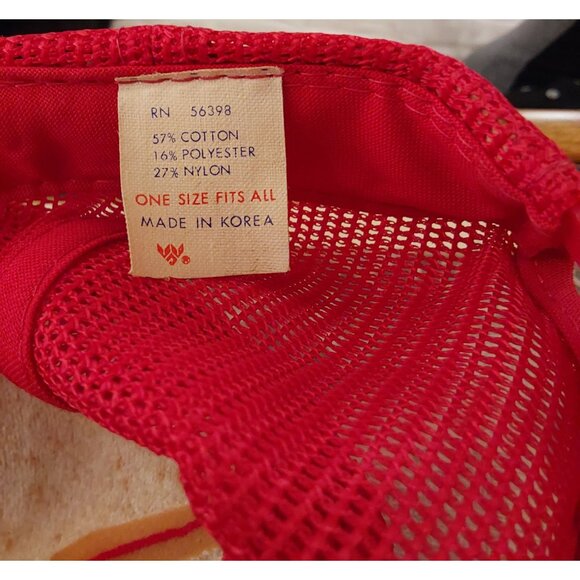 RN 56398
57% COTTON
16% POLYESTER
27% NYLON
ONE SIZE FITS ALL
MADE IN KOREA
®